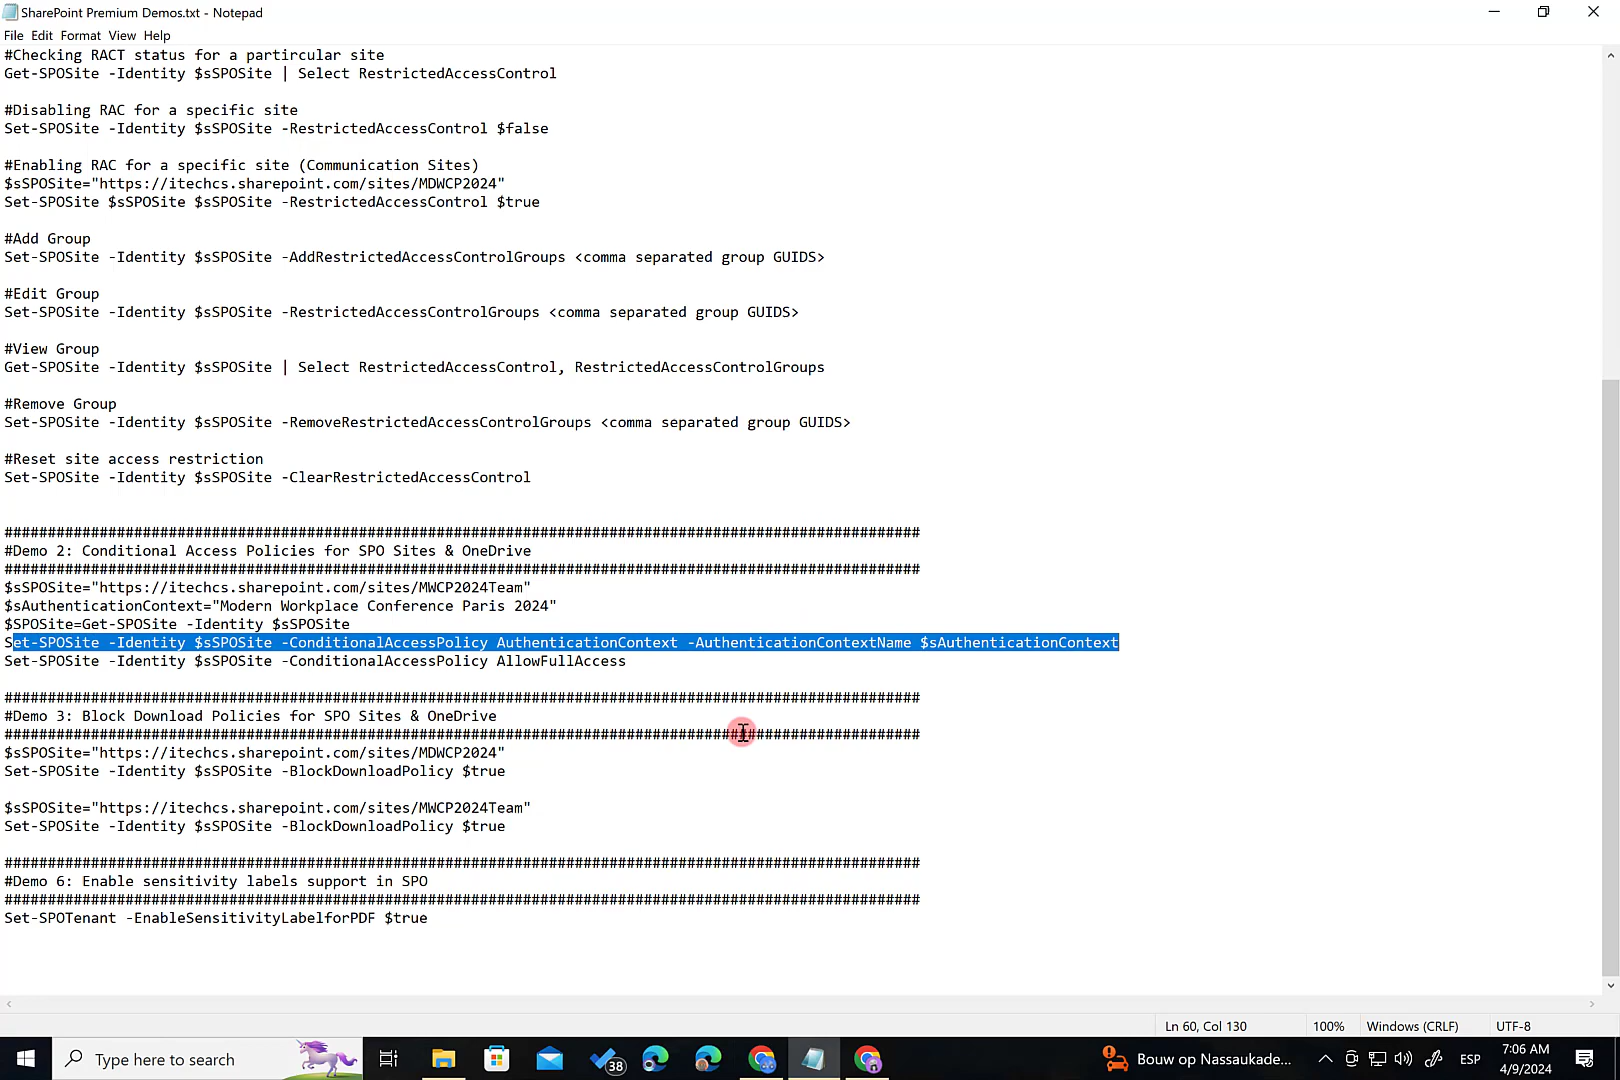 SharePoint Premium Demos.txt - Notepad
File Edit Format View Help
#Checking RACT status for a partircular site
Get-SPOSite -Identity $sSPOSite | Select RestrictedAccessControl
#Disabling RAC for a specific site
Set-SPOSite -Identity $sSPOSite -RestrictedAccessControl $false
#Enabling RAC for a specific site (Communication Sites)
$sSPOSite="https://itechcs.sharepoint.com/sites/MDWCP2024"
Set-SPOSite $sSPOSite $sSPOSite -RestrictedAccessControl $true
#Add Group
Set-SPOSite -Identity $sSPOSite -AddRestrictedAccessControlGroups <comma separated group GUIDS>
#Edit Group
Set-SPOSite -Identity $sSPOSite -RestrictedAccessControlGroups <comma separated group GUIDS>
#View Group
Get-SPOSite -Identity $sSPOSite | Select RestrictedAccessControl, RestrictedAccessControlGroups
#Remove Group
Set-SPOSite -Identity $sSPOSite -RemoveRestrictedAccessControlGroups <comma separated group GUIDS>
#Reset site access restriction
Set-SPOSite -Identity $sSPOSite -ClearRestrictedAccessControl
##########################################################################################################
#Demo 2: Conditional Access Policies for SPO Sites & OneDrive
##########################################################################################################
$sSPOSite="https://itechcs.sharepoint.com/sites/MWCP2024Team"
$sAuthenticationContext="Modern Workplace Conference Paris 2024"
$SPOSite=Get-SPOSite -Identity $sSPOSite
Set-SPOSite -Identity $sSPOSite -ConditionalAccessPolicy AuthenticationContext -AuthenticationContextName $sAuthenticationContext
Set-SPOSite -Identity $sSPOSite -ConditionalAccessPolicy AllowFullAccess
##########################################################################################################
#Demo 3: Block Download Policies for SPO Sites & OneDrive
##########################################################################################################
$sSPOSite="https://itechcs.sharepoint.com/sites/MDWCP2024"
Set-SPOSite -Identity $sSPOSite -BlockDownloadPolicy $true
$sSPOSite="https://itechcs.sharepoint.com/sites/MWCP2024Team"
Set-SPOSite -Identity $sSPOSite -BlockDownloadPolicy $true
##########################################################################################################
#Demo 6: Enable sensitivity labels support in SPO
##########################################################################################################
Set-SPOTenant -EnableSensitivityLabelforPDF $true
Ln 60, Col 130 100% Windows (CRLF) UTF-8
Type here to search 38 Bouw op Nassaukade... ESP 7:06 AM
4/9/2024